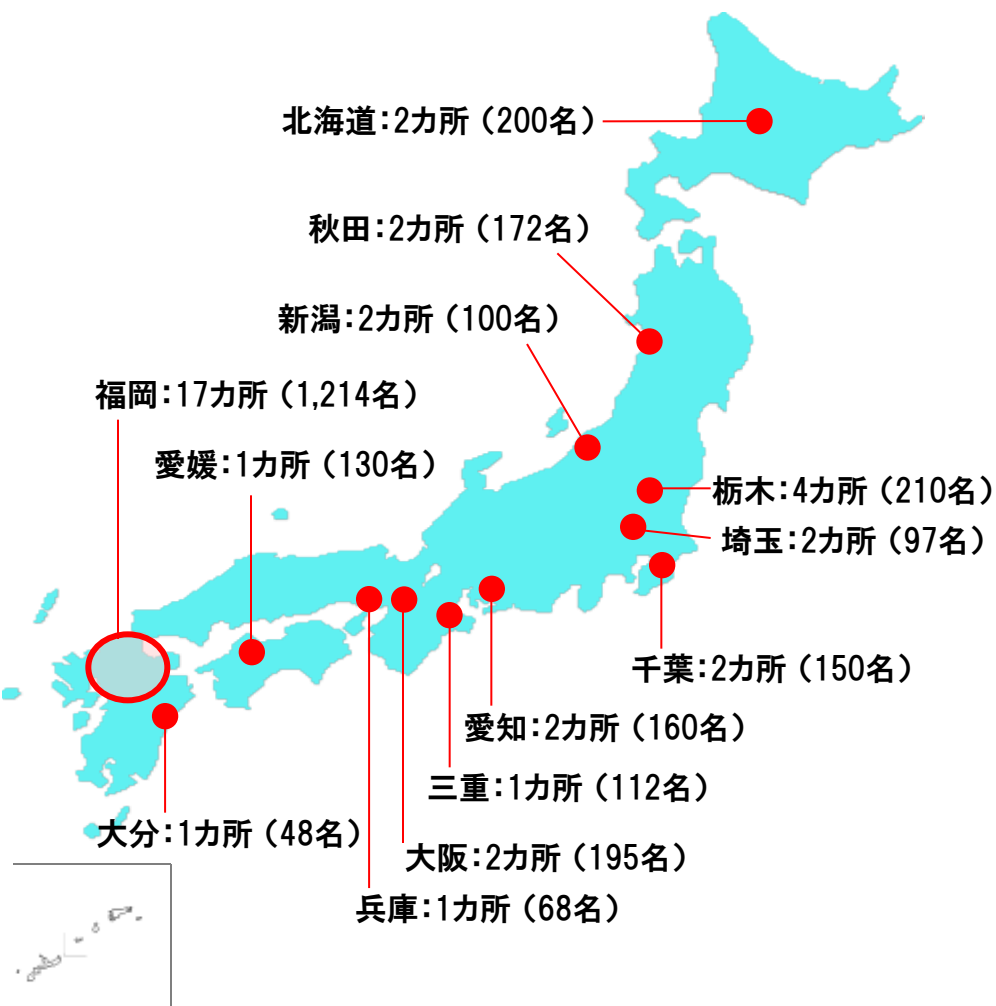 北海道:2カ所(200名)
秋田:2カ所(172名)
新潟:2カ所(100名)
福岡:17カ所(1,214名)
愛媛:1カ所(130名)
栃木:4カ所(210名)
埼玉:2カ所(97名)
千葉:2カ所(150名)
愛知:2カ所(160名)
三重:1カ所(112名)
大分:1カ所(48名)
大阪:2カ所(195名)
兵庫:1カ所(68名)